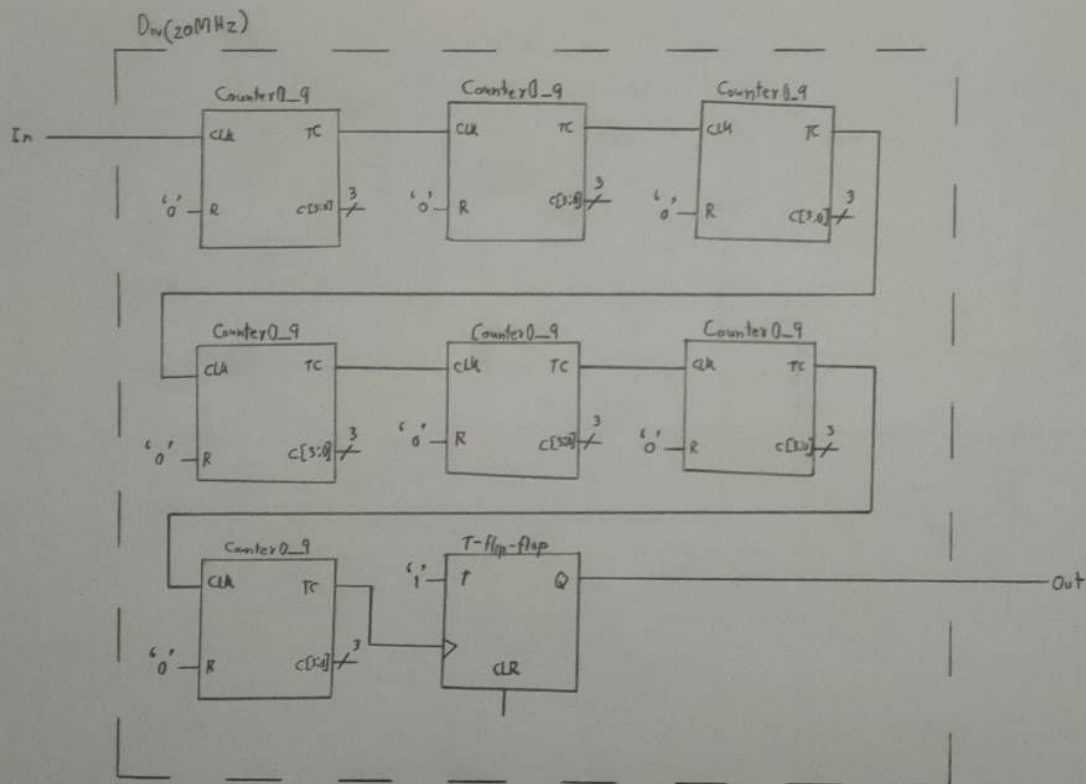 Div(20MHz)
Counter0_9 Counter0_9 Counter0_9
In CLK TC CLK TC CLK TC
'0' R C[3:0] 3 '0' R C[3:0] 3 '0' R C[3:0] 3
Counter0_9 Counter0_9 Counter0_9
CLK TC CLK TC CLK TC
'0' R C[3:0] 3 '0' R C[3:0] 3 '0' R C[3:0] 3
Counter0_9 T-flip-flop
CLK TC '1' T Q Out
'0' R C[3:0] 3 CLR